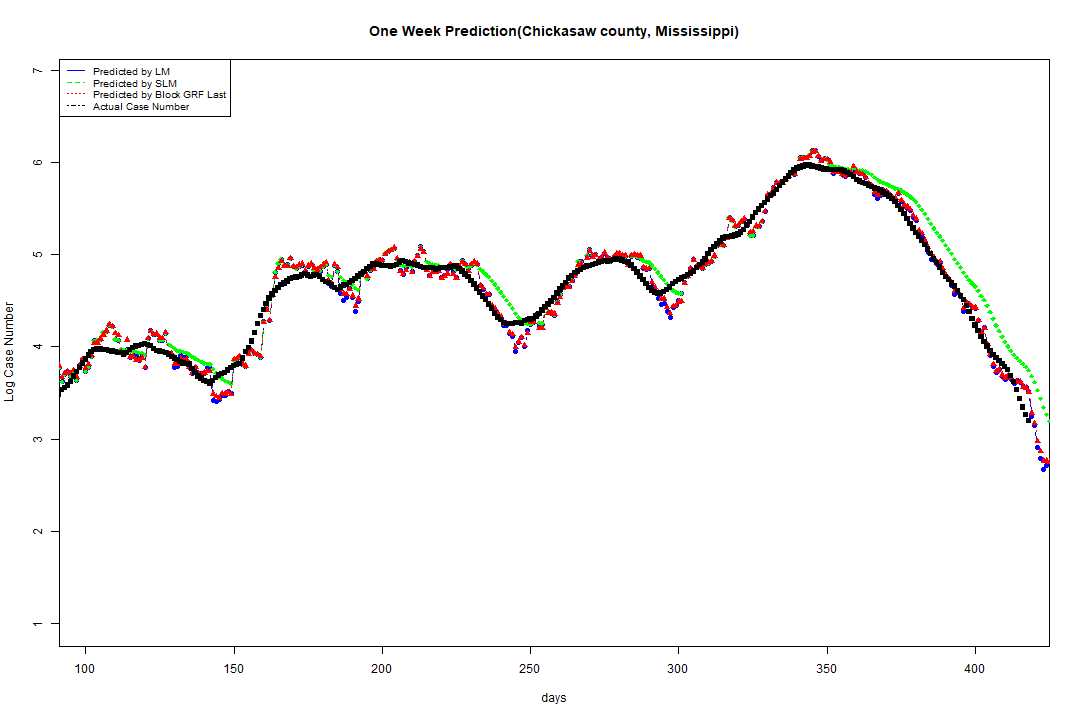 One Week Prediction(Chickasaw county, Mississippi)
Predicted by LM
Predicted by SLM
Predicted by Block GRF Last
Actual Case Number
7
6
5
4
3
2
1
Log Case Number
100 150 200 250 300 350 400
days